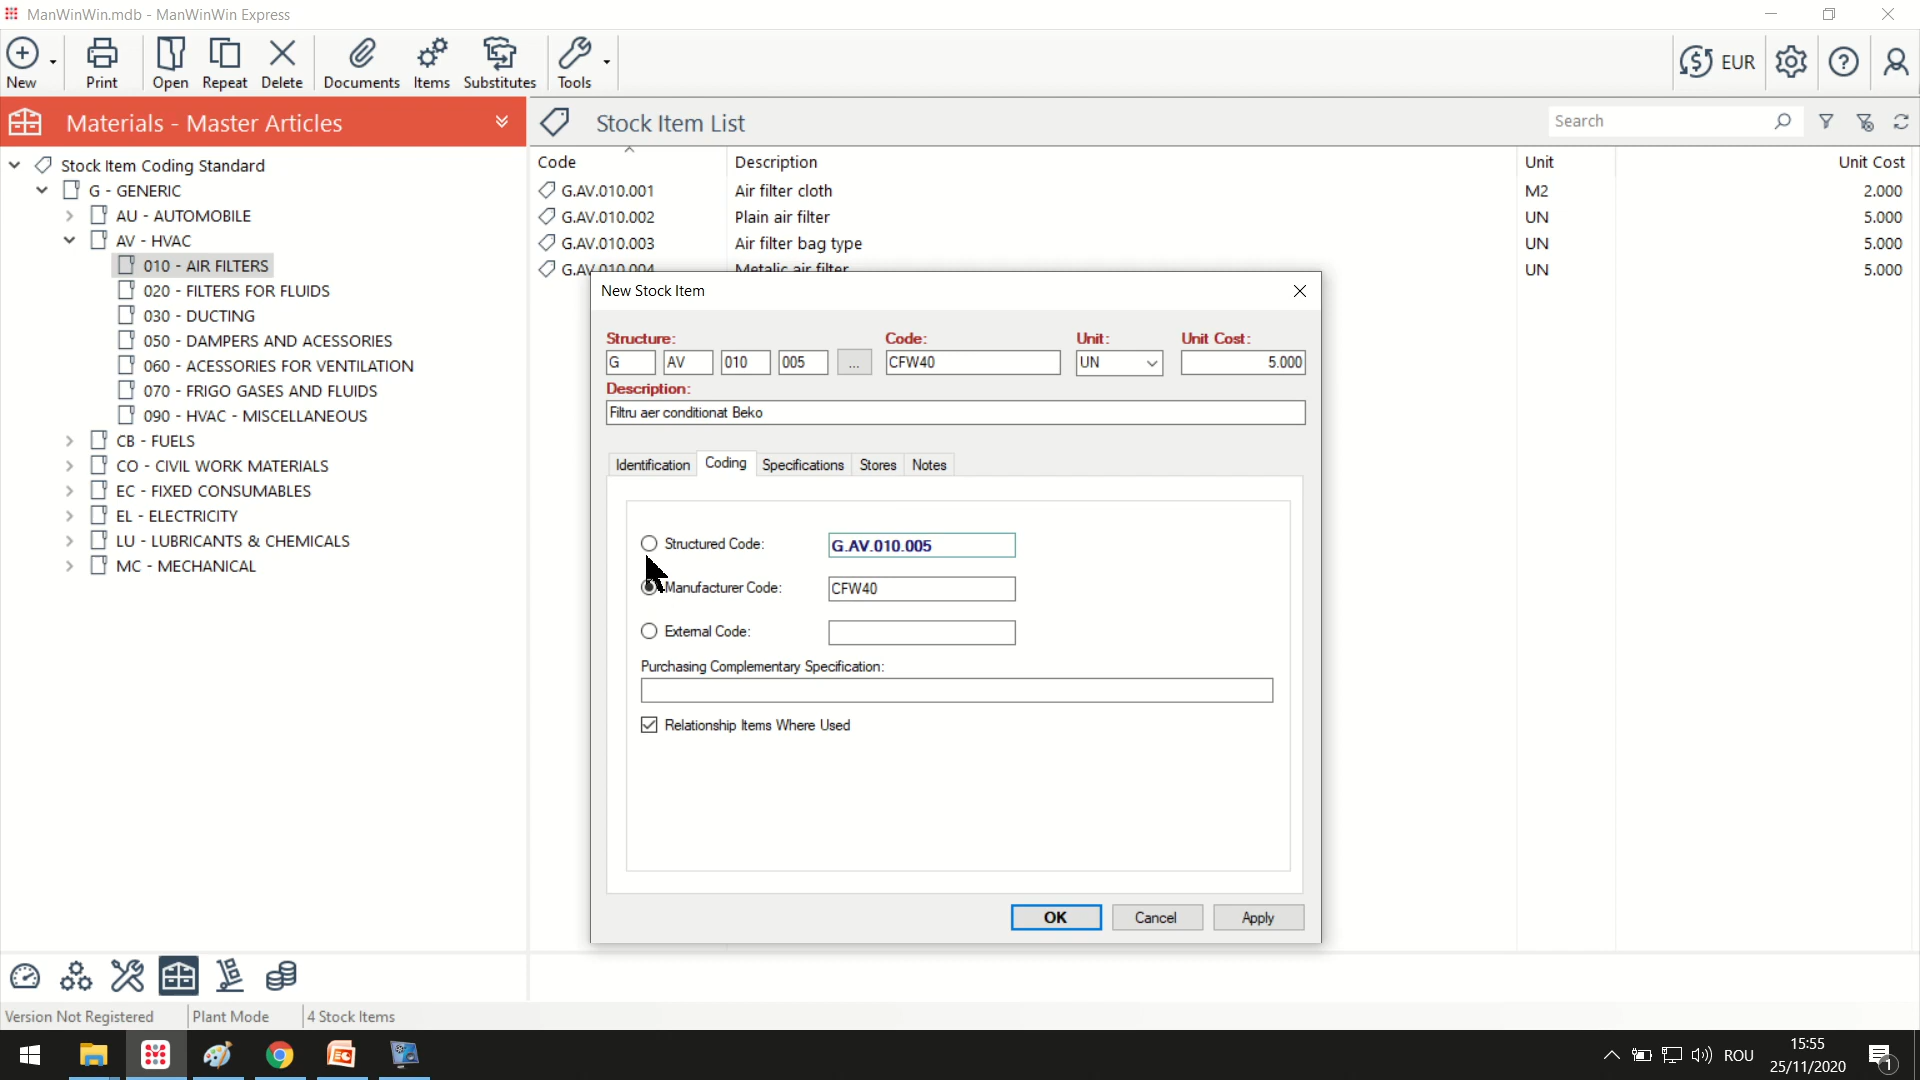 ManWinWin.mdb - ManWinWin Express
New
Print
Open
Repeat
Delete
Documents
Items
Substitutes
Tools
EUR
Materials - Master Articles
Stock Item List
Search
Stock Item Coding Standard
G - GENERIC
AU - AUTOMOBILE
AV - HVAC
010 - AIR FILTERS
020 - FILTERS FOR FLUIDS
030 - DUCTING
050 - DAMPERS AND ACESSORIES
060 - ACESSORIES FOR VENTILATION
070 - FRIGO GASES AND FLUIDS
090 - HVAC - MISCELLANEOUS
CB - FUELS
CO - CIVIL WORK MATERIALS
EC - FIXED CONSUMABLES
EL - ELECTRICITY
LU - LUBRICANTS & CHEMICALS
MC - MECHANICAL
Code Description Unit Unit Cost
G.AV.010.001 Air filter cloth M2 2.000
G.AV.010.002 Plain air filter UN 5.000
G.AV.010.003 Air filter bag type UN 5.000
G.AV.010.004 Metalic air filter UN 5.000
New Stock Item
Structure: Code: Unit: Unit Cost:
G AV 010 005 ... CFW40 UN 5.000
Description:
Filtru aer conditionat Beko
Identification Coding Specifications Stores Notes
Structured Code: G.AV.010.005
Manufacturer Code: CFW40
External Code:
Purchasing Complementary Specification:
Relationship Items Where Used
OK Cancel Apply
Version Not Registered Plant Mode 4 Stock Items
ROU
15:55
25/11/2020
1